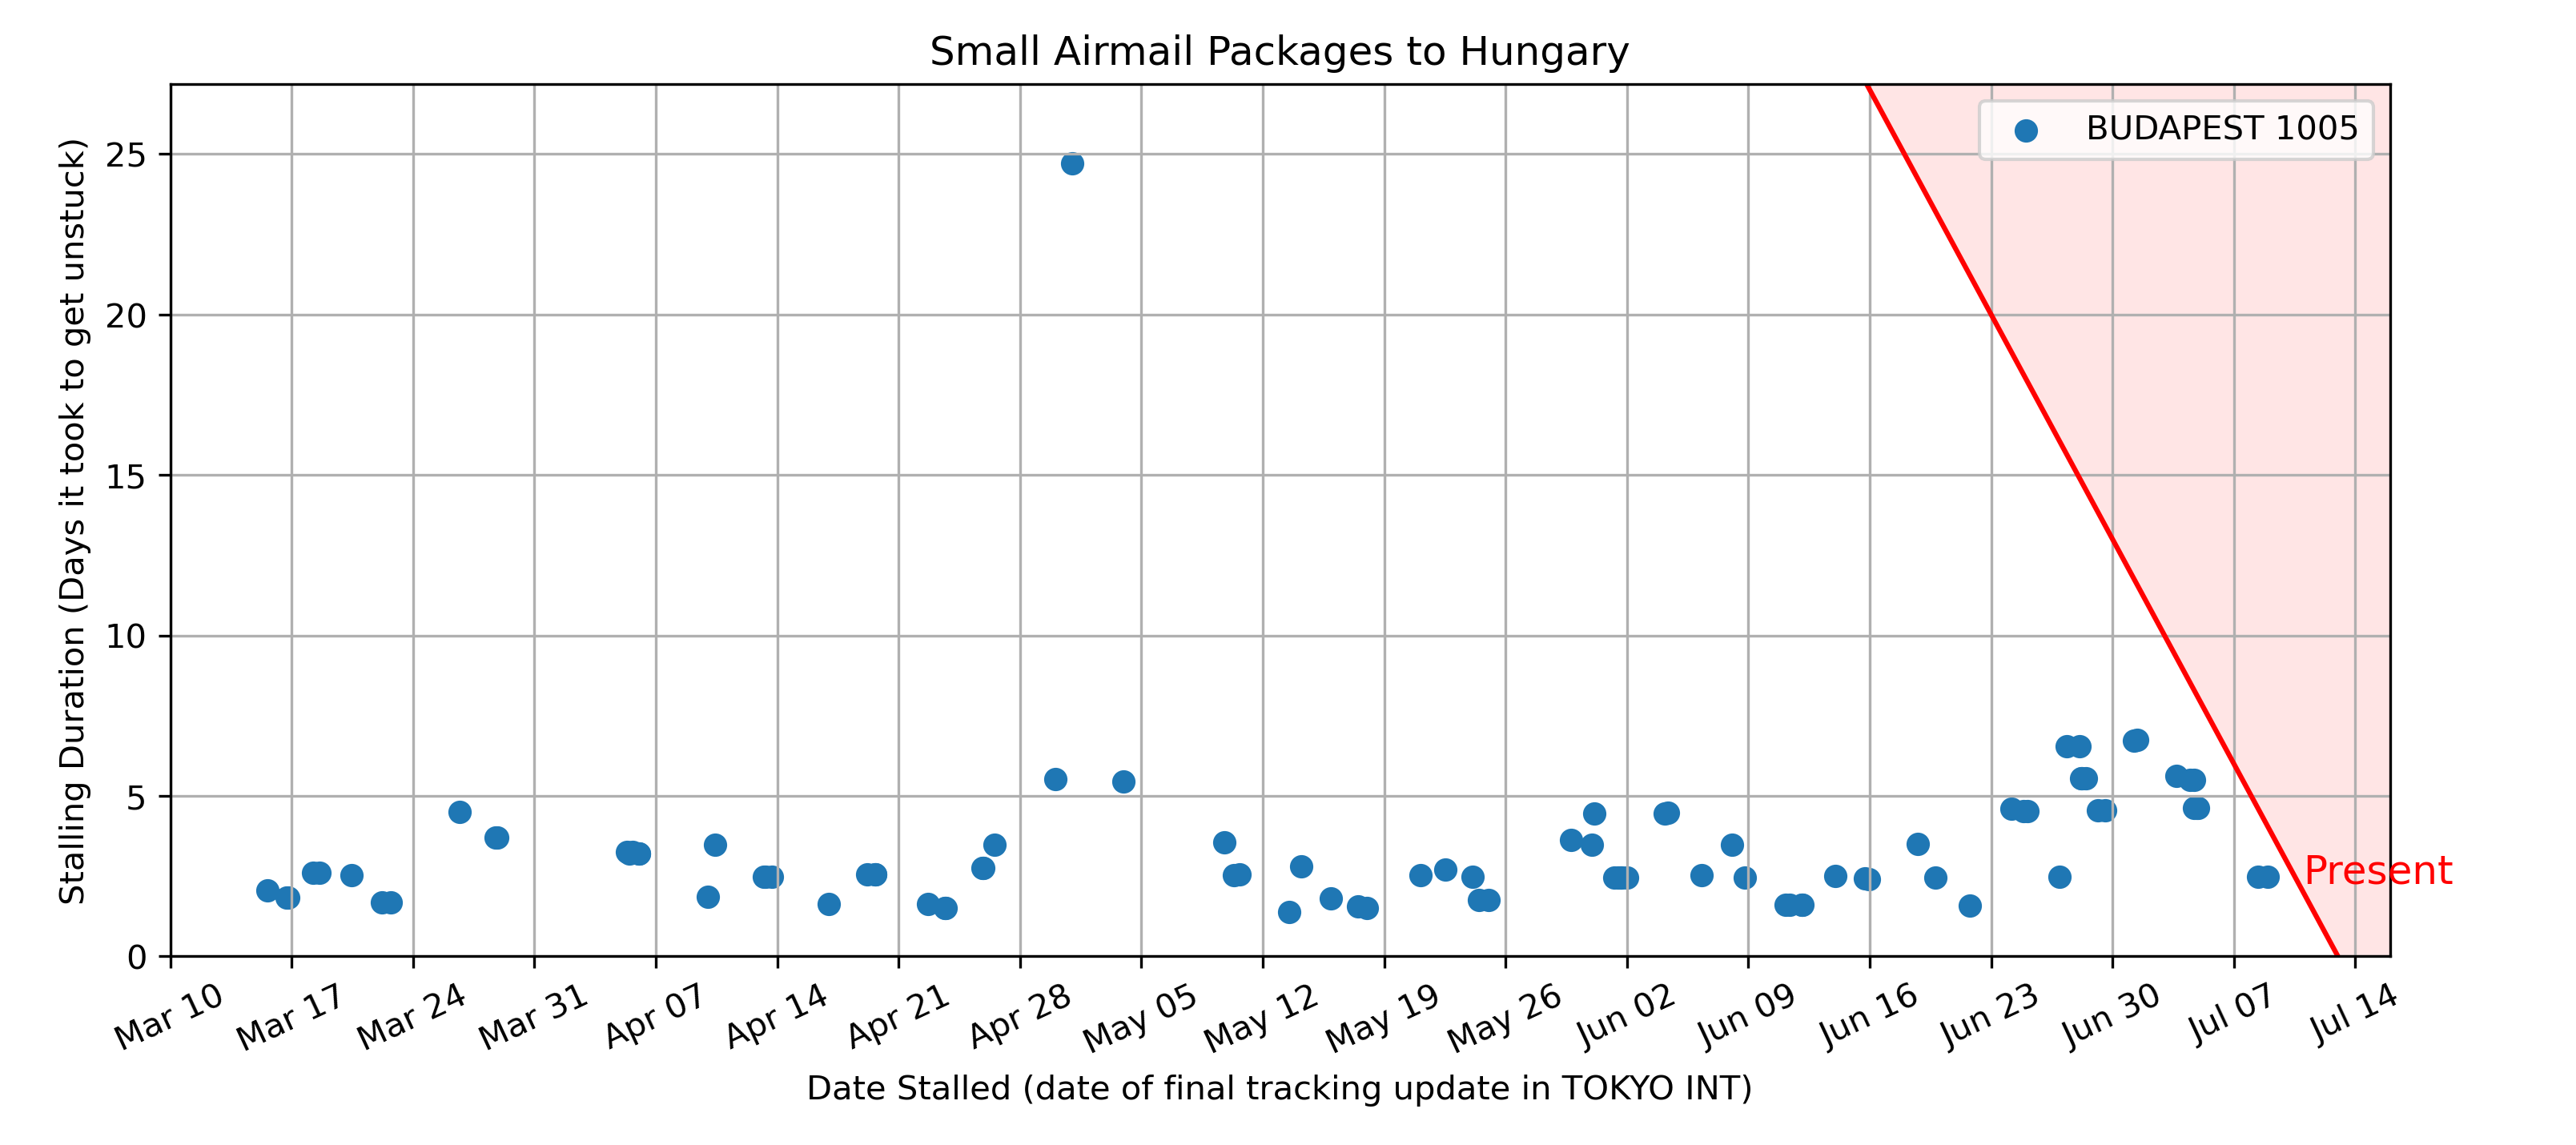 Small Airmail Packages to Hungary
BUDAPEST 1005
Stalling Duration (Days it took to get unstuck)
25
20
15
10
5
0
Present
Mar 10
Mar 17
Mar 24
Mar 31
Apr 07
Apr 14
Apr 21
Apr 28
May 05
May 12
May 19
May 26
Jun 02
Jun 09
Jun 16
Jun 23
Jun 30
Jul 07
Jul 14
Date Stalled (date of final tracking update in TOKYO INT)